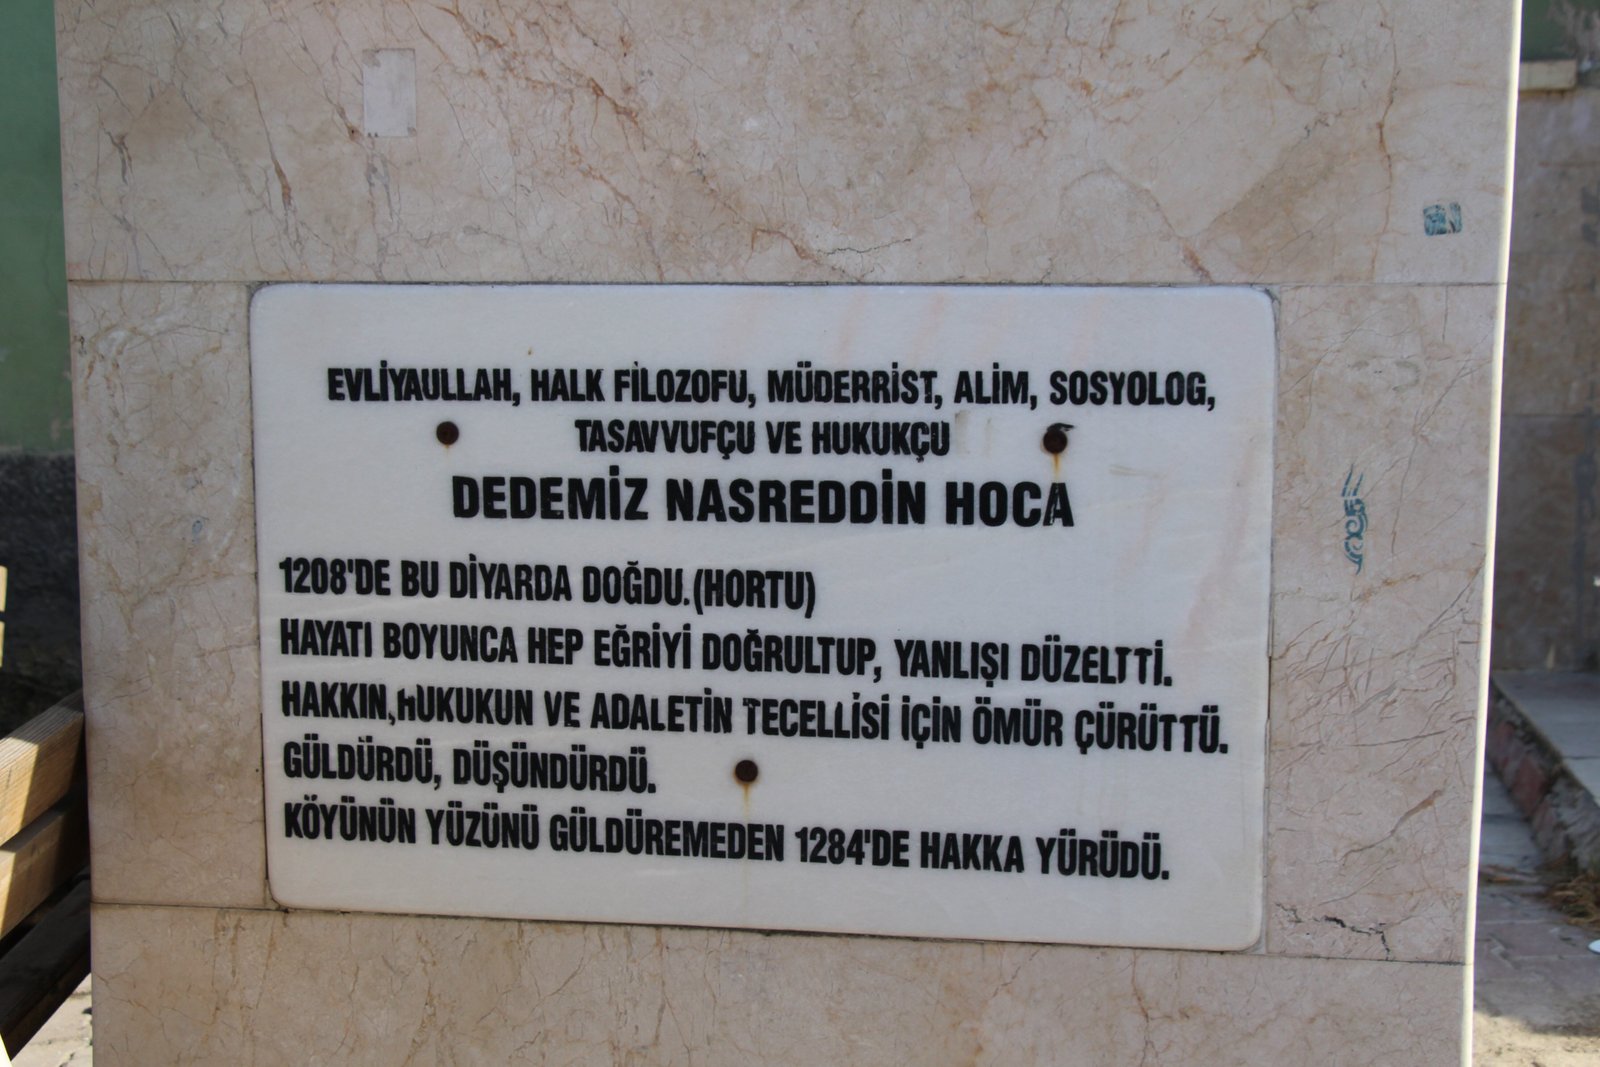 EVLİYAULLAH, HALK FİLOZOFU, MÜDERRİST, ALİM, SOSYOLOG,
TASAVVUFÇU VE HUKUKÇU
DEDEMİZ NASREDDİN HOCA
1208'DE BU DİYARDA DOĞDU.(HORTU)
HAYATI BOYUNCA HEP EĞRİYİ DOĞRULTUP, YANLIŞI DÜZELTTİ.
HAKKIN,HUKUKUN VE ADALETİN TECELLİSİ İÇİN ÖMÜR ÇÜRÜTTÜ.
GÜLDÜRDÜ, DÜŞÜNDÜRDÜ.
KÖYÜNÜN YÜZÜNÜ GÜLDÜREMEDEN 1284'DE HAKKA YÜRÜDÜ.